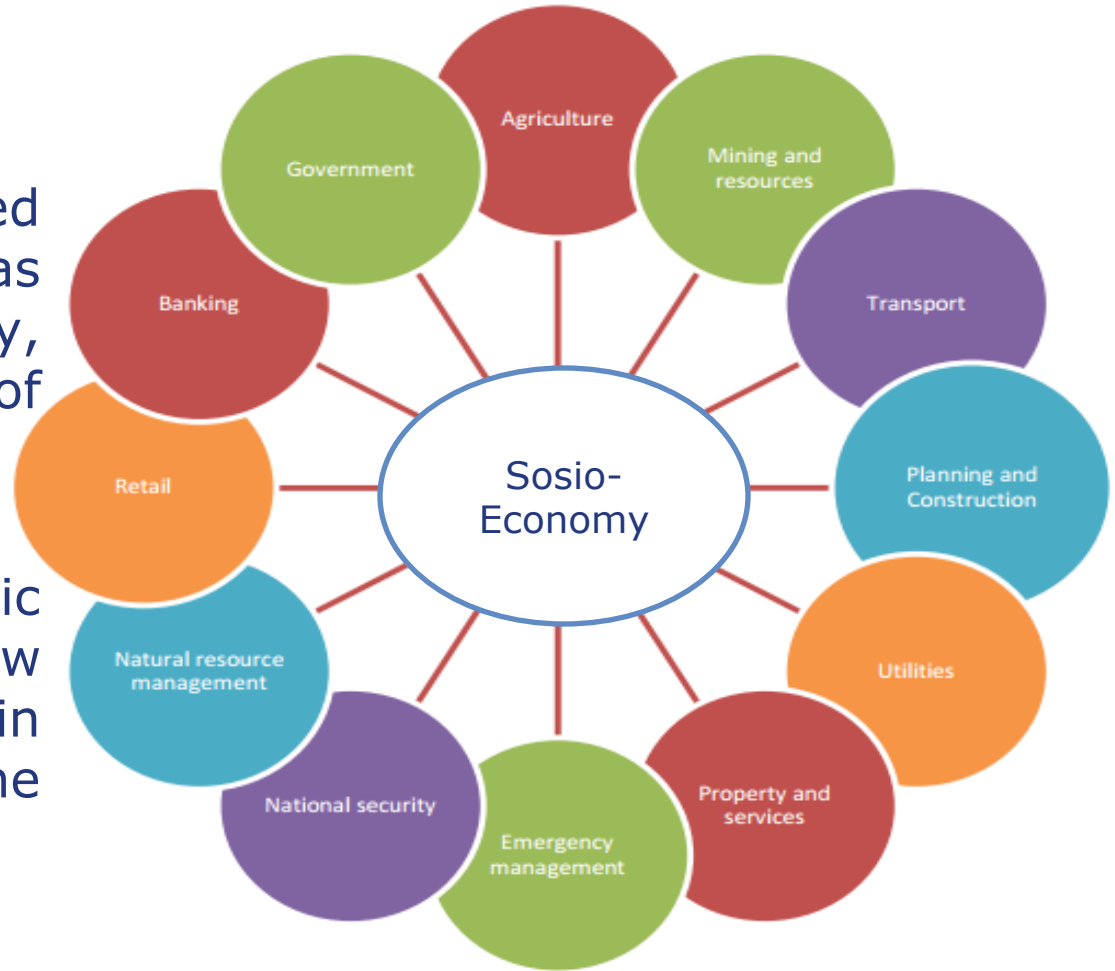 ed
as
y,
of
ic
w
in
ne
Agriculture
Mining and
resources
Transport
Planning and
Construction
Utilities
Property and
services
Emergency
management
National security
Natural resource
management
Retail
Banking
Government
Sosio-
Economy